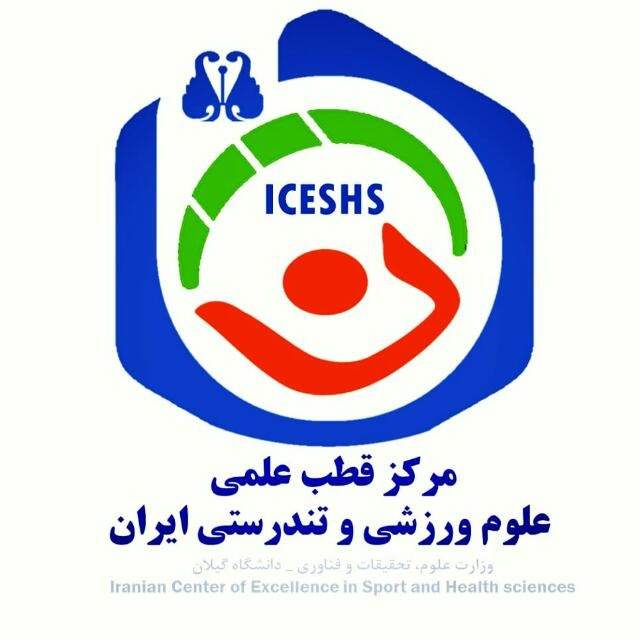 ICESHS
مرکز قطب علمی
علوم ورزشی و تندرستی ایران
وزارت علوم، تحقیقات و فناوری _ دانشگاه گیلان
Iranian Center of Excellence in Sport and Health sciences